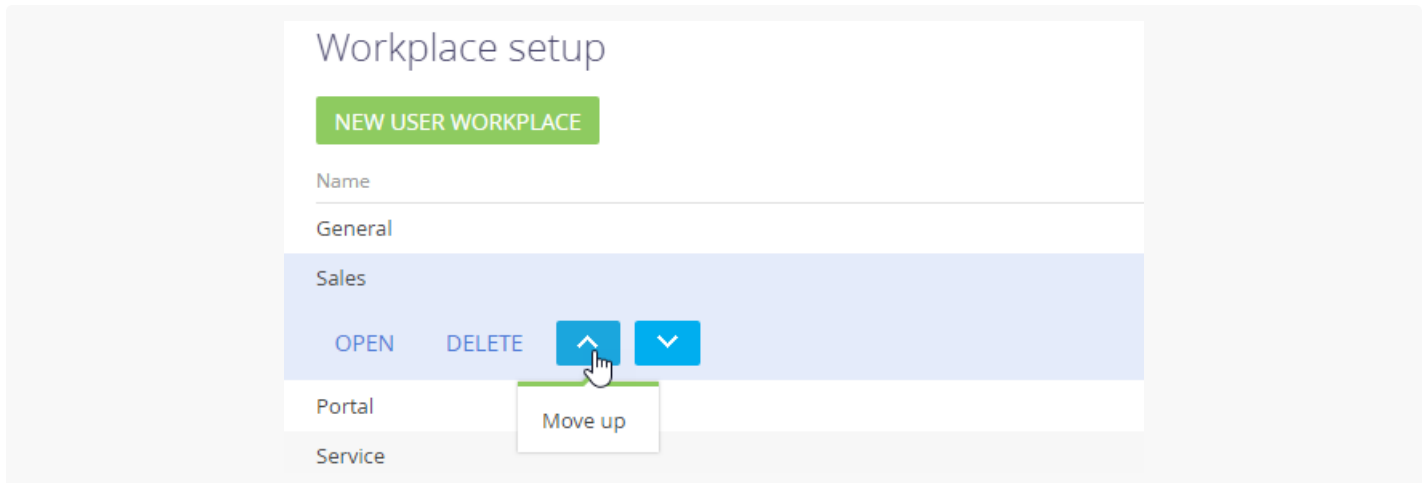 Workplace setup
NEW USER WORKPLACE
Name
General
Sales
OPEN DELETE
Portal
Move up
Service